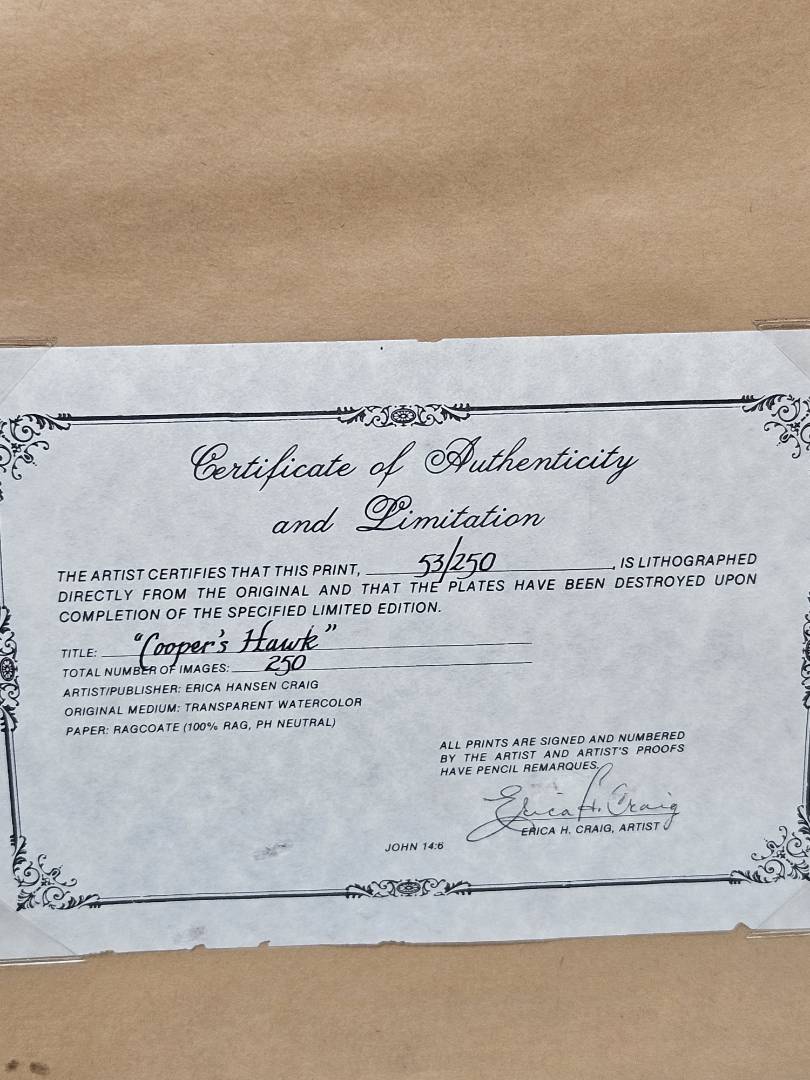 Certificate of Authenticity
and Limitation
THE ARTIST CERTIFIES THAT THIS PRINT, 53/250, IS LITHOGRAPHED
DIRECTLY FROM THE ORIGINAL AND THAT THE PLATES HAVE BEEN DESTROYED UPON
COMPLETION OF THE SPECIFIED LIMITED EDITION.
TITLE: "Cooper's Hawk"
TOTAL NUMBER OF IMAGES: 250
ARTIST/PUBLISHER: ERICA HANSEN CRAIG
ORIGINAL MEDIUM: TRANSPARENT WATERCOLOR
PAPER: RAGCOATE (100% RAG, PH NEUTRAL)
ALL PRINTS ARE SIGNED AND NUMBERED
BY THE ARTIST AND ARTIST'S PROOFS
HAVE PENCIL REMARQUES.
Erica H. Craig
ERICA H. CRAIG, ARTIST
JOHN 14:6